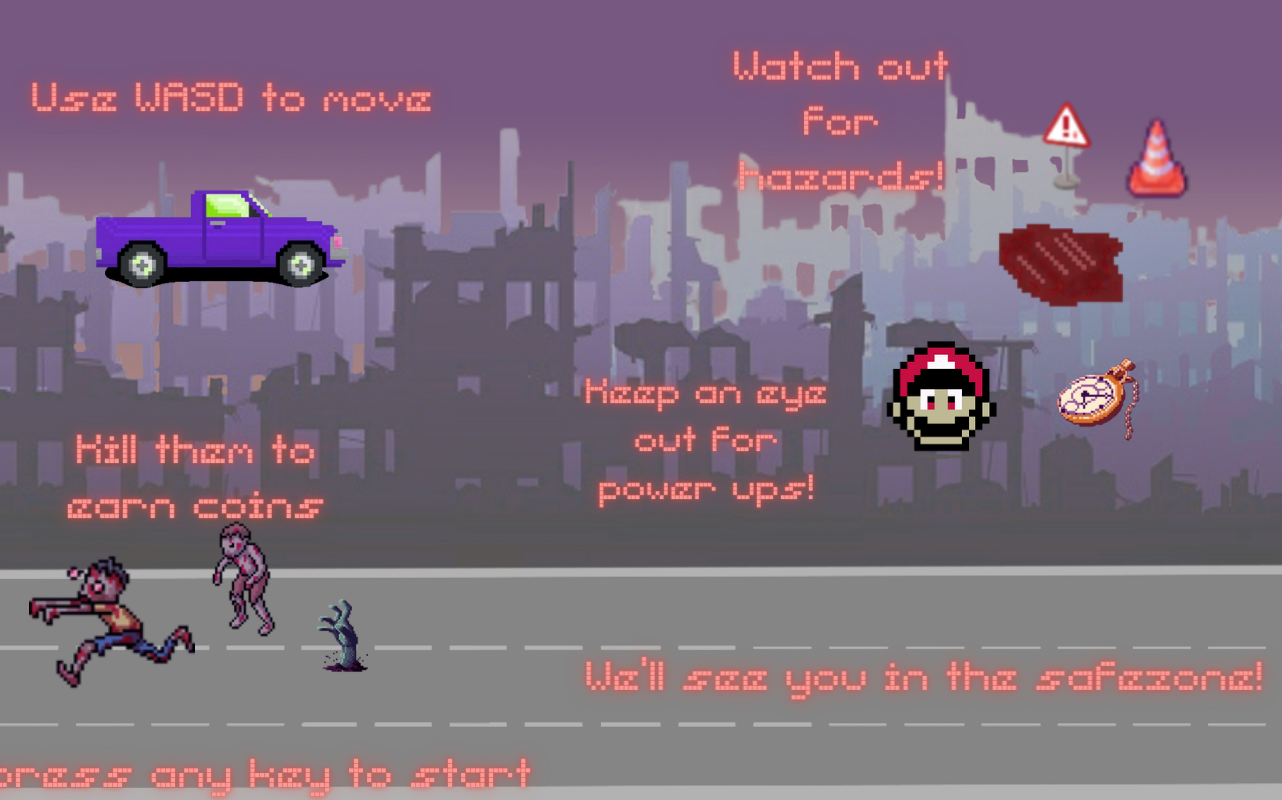 Use WASD to move
Watch out
for
hazards!
Keep an eye
out for
power ups!
Kill them to
earn coins
We'll see you in the safezone!
press any key to start